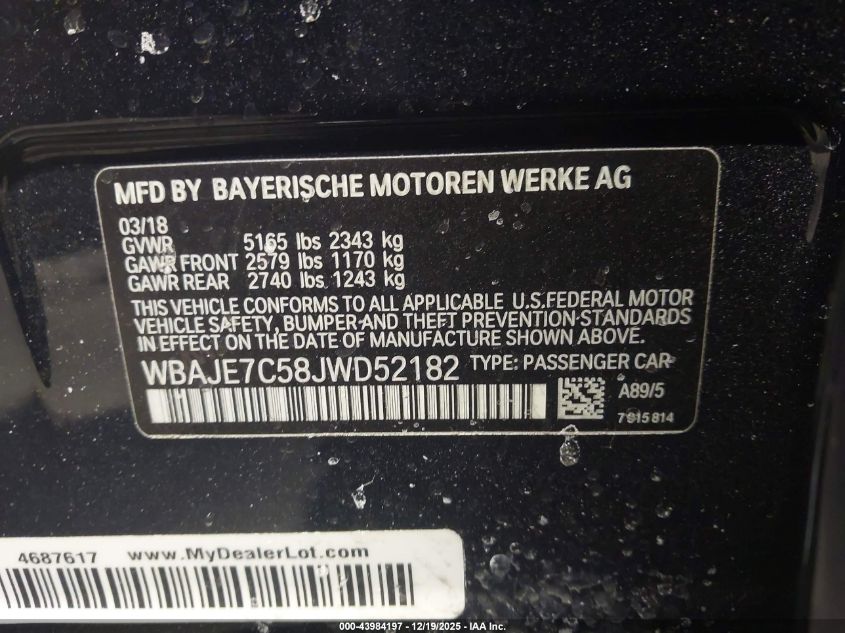 MFD BY BAYERISCHE MOTOREN WERKE AG
03/18
GVWR 5165 lbs 2343 kg
GAWR FRONT 2579 lbs 1170 kg
GAWR REAR 2740 lbs 1243 kg
THIS VEHICLE CONFORMS TO ALL APPLICABLE U.S.FEDERAL MOTOR
VEHICLE SAFETY, BUMPER AND THEFT PREVENTION STANDARDS
IN EFFECT ON THE DATE OF MANUFACTURE SHOWN ABOVE.
WBAJE7C58JWD52182 TYPE: PASSENGER CAR
A89/5
7 915 814
4687617 www.MyDealerLot.com
000-43984197 - 12/19/2025 - IAA Inc.